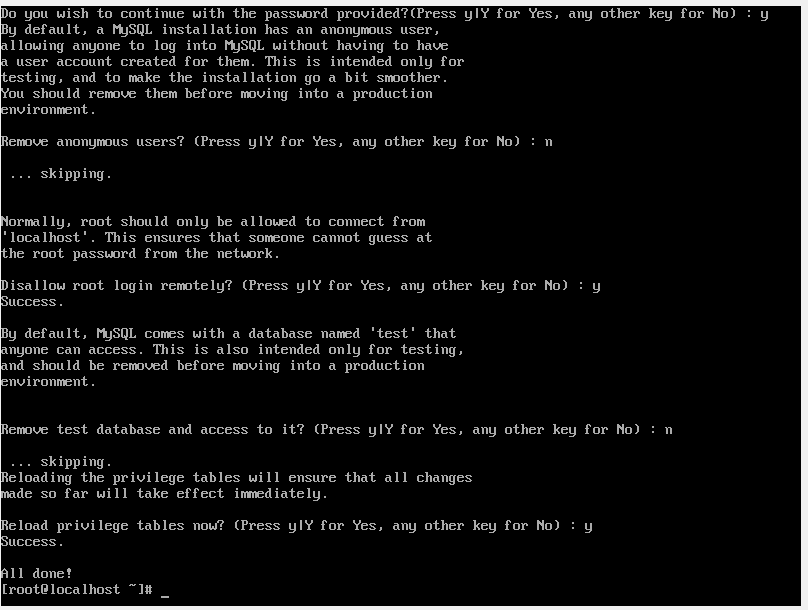 Do you wish to continue with the password provided?(Press y|Y for Yes, any other key for No) : y
By default, a MySQL installation has an anonymous user,
allowing anyone to log into MySQL without having to have
a user account created for them. This is intended only for
testing, and to make the installation go a bit smoother.
You should remove them before moving into a production
environment.
Remove anonymous users? (Press y|Y for Yes, any other key for No) : n
... skipping.
Normally, root should only be allowed to connect from
'localhost'. This ensures that someone cannot guess at
the root password from the network.
Disallow root login remotely? (Press y|Y for Yes, any other key for No) : y
Success.
By default, MySQL comes with a database named 'test' that
anyone can access. This is also intended only for testing,
and should be removed before moving into a production
environment.
Remove test database and access to it? (Press y|Y for Yes, any other key for No) : n
... skipping.
Reloading the privilege tables will ensure that all changes
made so far will take effect immediately.
Reload privilege tables now? (Press y|Y for Yes, any other key for No) : y
Success.
All done!
[root@localhost ~]# _